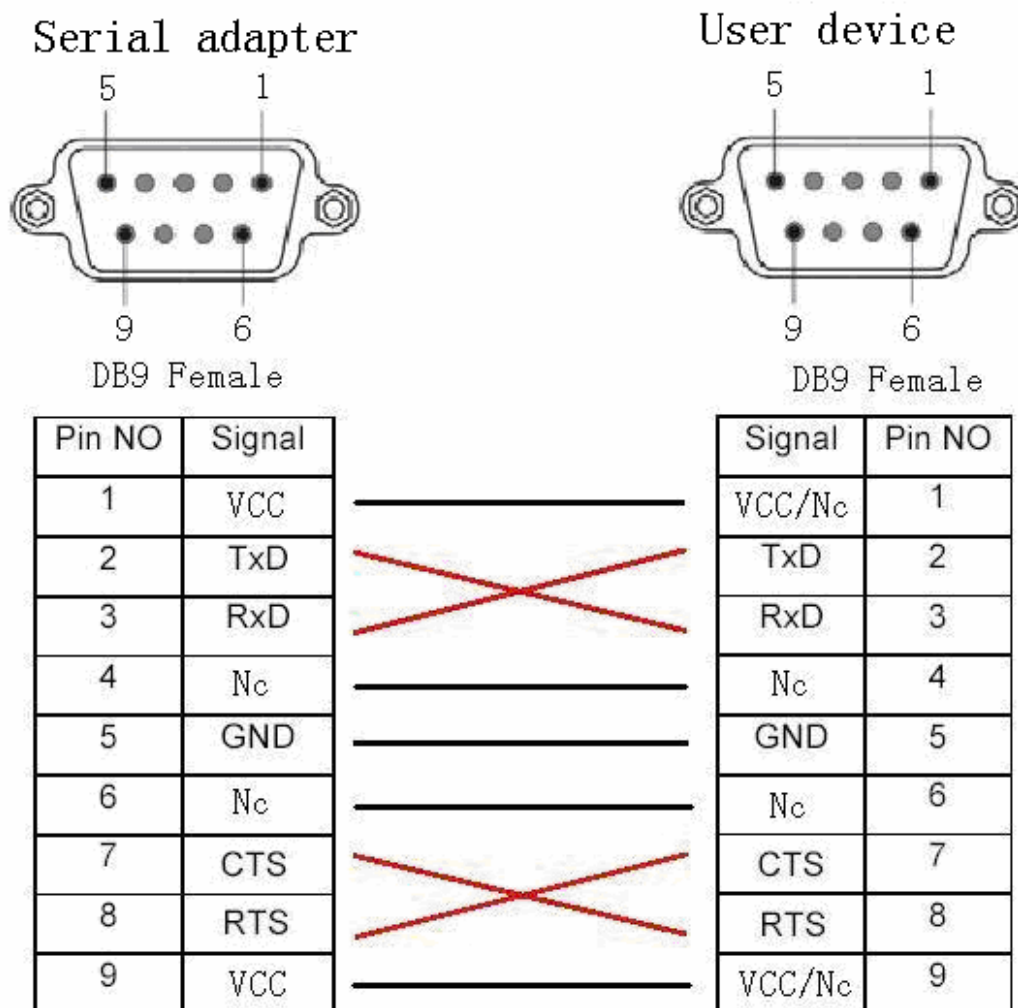 Serial adapter User device
5 1 5 1
9 6 9 6
DB9 Female DB9 Female
Pin NO Signal Signal Pin NO
1 VCC VCC/Nc 1
2 TxD TxD 2
3 RxD RxD 3
4 Nc Nc 4
5 GND GND 5
6 Nc Nc 6
7 CTS CTS 7
8 RTS RTS 8
9 VCC VCC/Nc 9